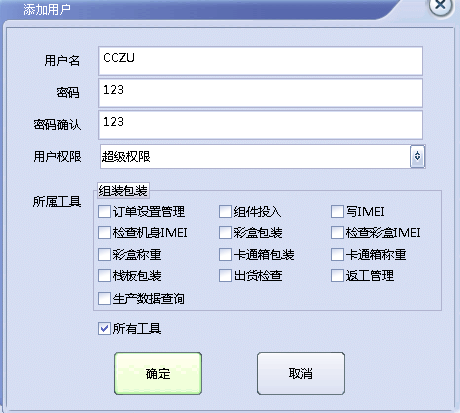 添加用户
用户名 CCZU
密码 123
密码确认 123
用户权限 超级权限
所属工具 组装包装
订单设置管理 组件投入 写IMEI
检查机身IMEI 彩盒包装 检查彩盒IMEI
彩盒称重 卡通箱包装 卡通箱称重
栈板包装 出货检查 返工管理
生产数据查询
所有工具
确定 取消